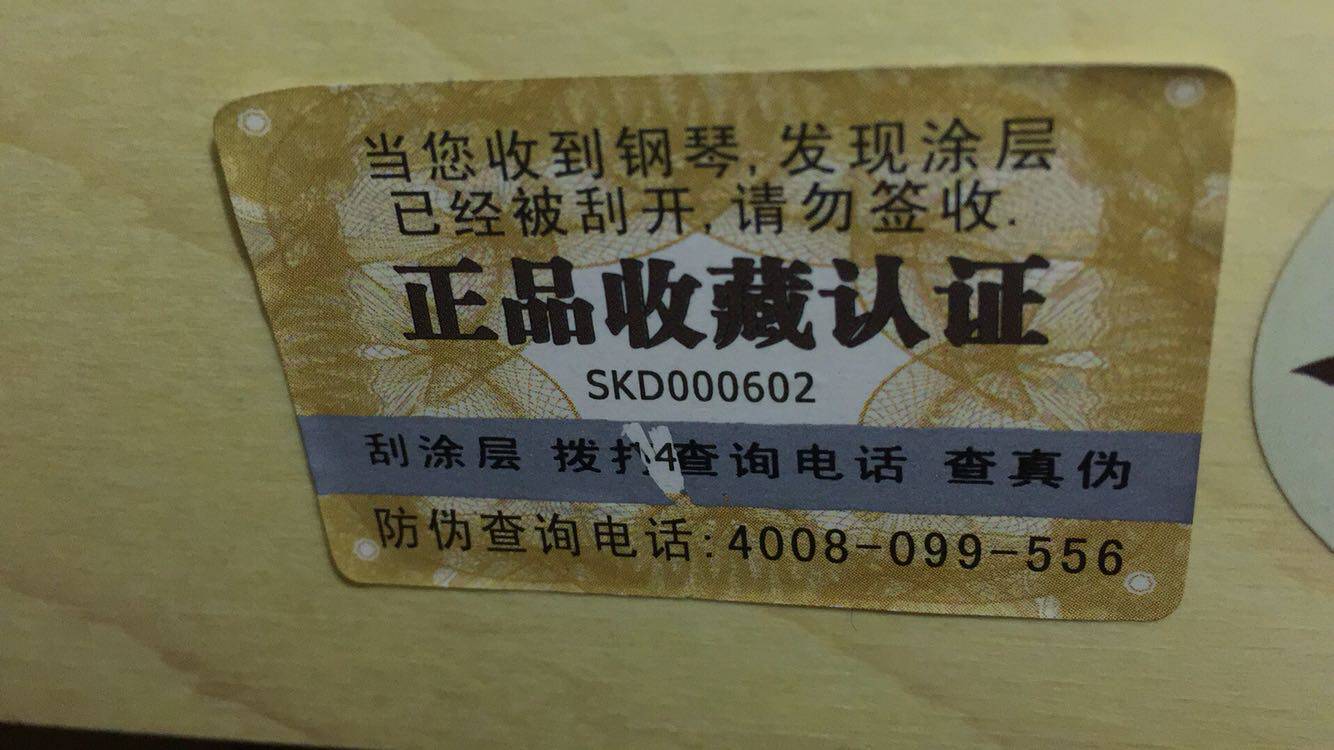 当您收到钢琴,发现涂层
已经被刮开,请勿签收.
正品收藏认证
SKD000602
刮涂层 拨打4查询电话 查真伪
防伪查询电话:4008-099-556